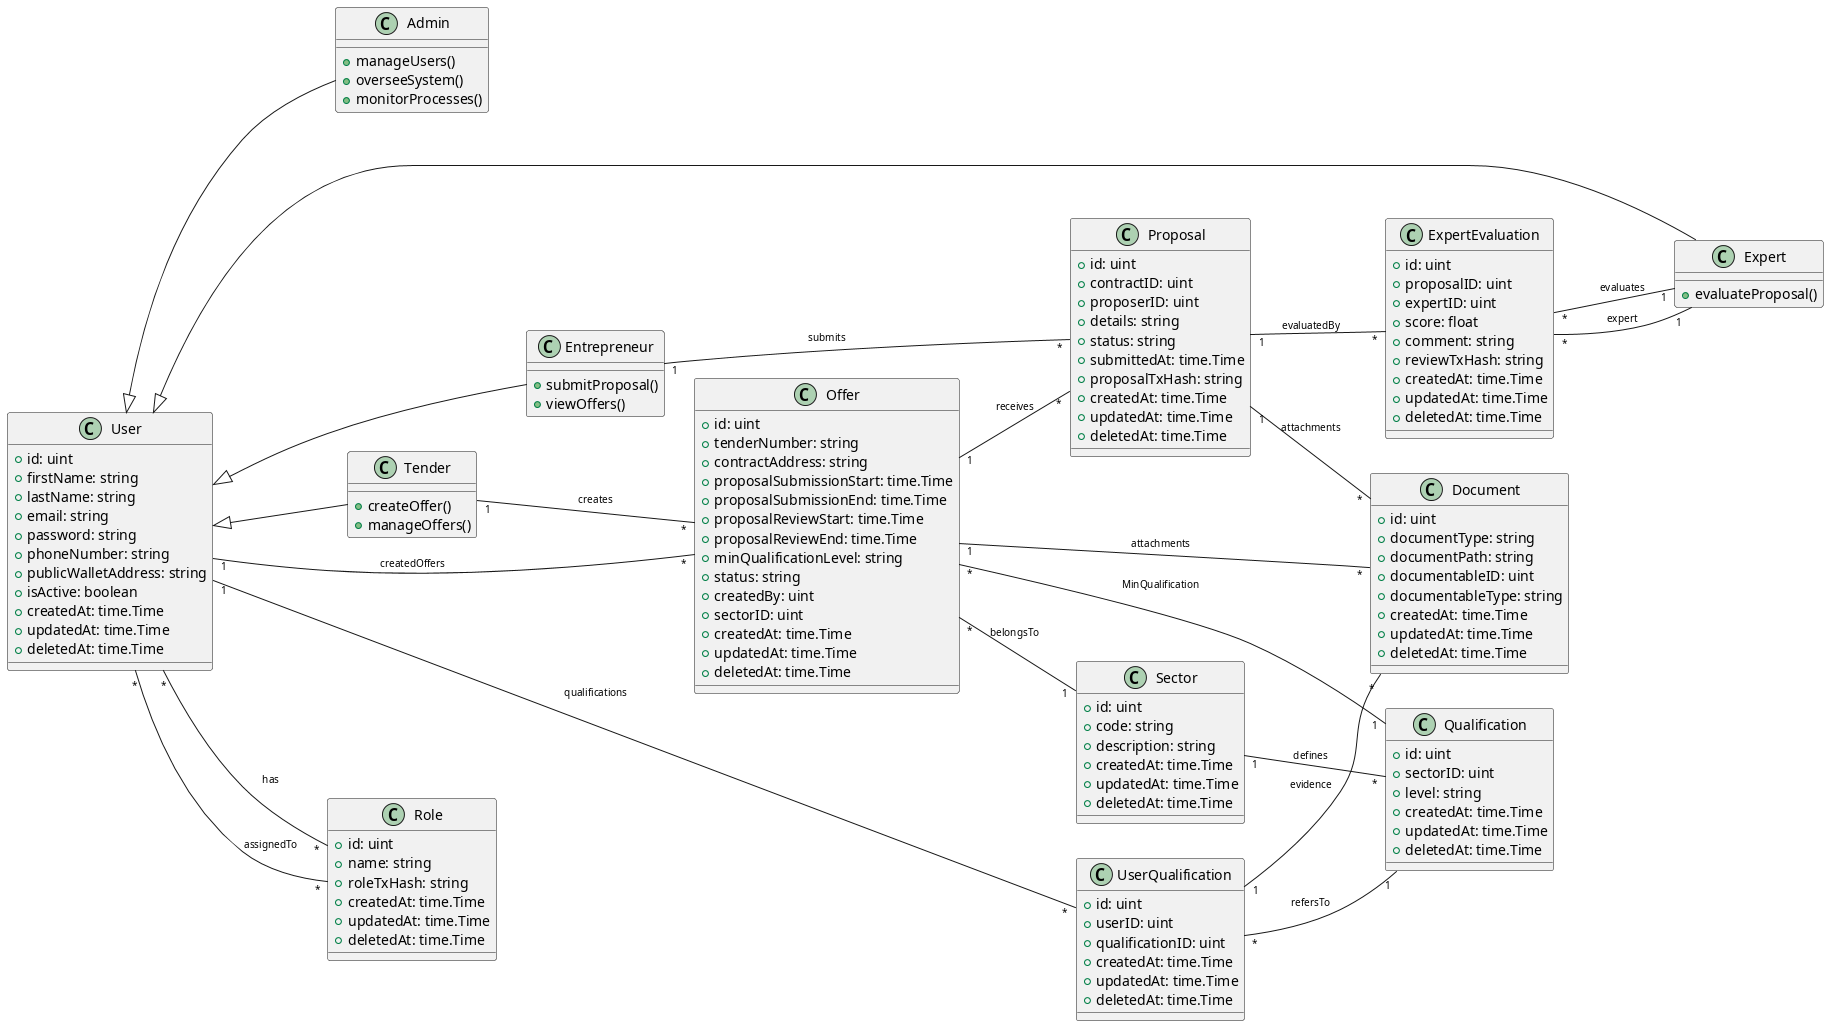 C Admin
manageUsers()
overseeSystem()
monitorProcesses()
C User
id: uint
firstName: string
lastName: string
email: string
password: string
phoneNumber: string
publicWalletAddress: string
isActive: boolean
createdAt: time.Time
updatedAt: time.Time
deletedAt: time.Time
C Tender
createOffer()
manageOffers()
C Entrepreneur
submitProposal()
viewOffers()
C Role
id: uint
name: string
roleTxHash: string
createdAt: time.Time
updatedAt: time.Time
deletedAt: time.Time
C Offer
id: uint
tenderNumber: string
contractAddress: string
proposalSubmissionStart: time.Time
proposalSubmissionEnd: time.Time
proposalReviewStart: time.Time
proposalReviewEnd: time.Time
minQualificationLevel: string
status: string
createdBy: uint
sectorID: uint
createdAt: time.Time
updatedAt: time.Time
deletedAt: time.Time
C Proposal
id: uint
contractID: uint
proposerID: uint
details: string
status: string
submittedAt: time.Time
proposalTxHash: string
createdAt: time.Time
updatedAt: time.Time
deletedAt: time.Time
C Sector
id: uint
code: string
description: string
createdAt: time.Time
updatedAt: time.Time
deletedAt: time.Time
C UserQualification
id: uint
userID: uint
qualificationID: uint
createdAt: time.Time
updatedAt: time.Time
deletedAt: time.Time
C ExpertEvaluation
id: uint
proposalID: uint
expertID: uint
score: float
comment: string
reviewTxHash: string
createdAt: time.Time
updatedAt: time.Time
deletedAt: time.Time
C Document
id: uint
documentType: string
documentPath: string
documentableID: uint
documentableType: string
createdAt: time.Time
updatedAt: time.Time
deletedAt: time.Time
C Qualification
id: uint
sectorID: uint
level: string
createdAt: time.Time
updatedAt: time.Time
deletedAt: time.Time
C Expert
evaluateProposal()
1 submits *
1 creates *
1 createdOffers *
1 qualifications *
* has *
* assignedTo *
1 receives *
1 attachments *
* MinQualification 1
* belongsTo 1
1 evaluatedBy *
1 attachments *
* evaluates 1
* expert 1
1 defines *
1 evidence *
* refersTo 1